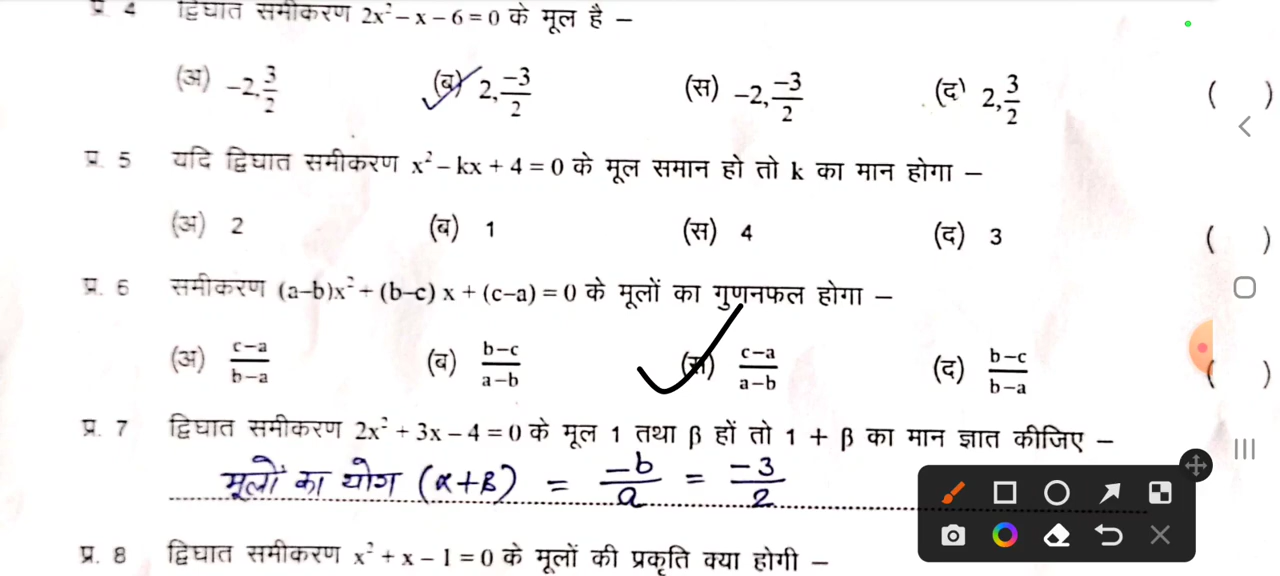 प्र. 4 द्विघात समीकरण 2x² – x – 6 = 0 के मूल है –
(अ) –2, 3/2 (ब) 2, –3/2 (स) –2, –3/2 (द) 2, 3/2 ( )
प्र. 5 यदि द्विघात समीकरण x² – kx + 4 = 0 के मूल समान हो तो k का मान होगा –
(अ) 2 (ब) 1 (स) 4 (द) 3 ( )
प्र. 6 समीकरण (a–b)x² + (b–c) x + (c–a) = 0 के मूलों का गुणनफल होगा –
(अ) c–a/b–a (ब) b–c/a–b (स) c–a/a–b (द) b–c/b–a ( )
प्र. 7 द्विघात समीकरण 2x² + 3x – 4 = 0 के मूल 1 तथा β हों तो 1 + β का मान ज्ञात कीजिए –
मूलों का योग (α+β) = –b/a = –3/2
प्र. 8 द्विघात समीकरण x² + x – 1 = 0 के मूलों की प्रकृति क्या होगी –